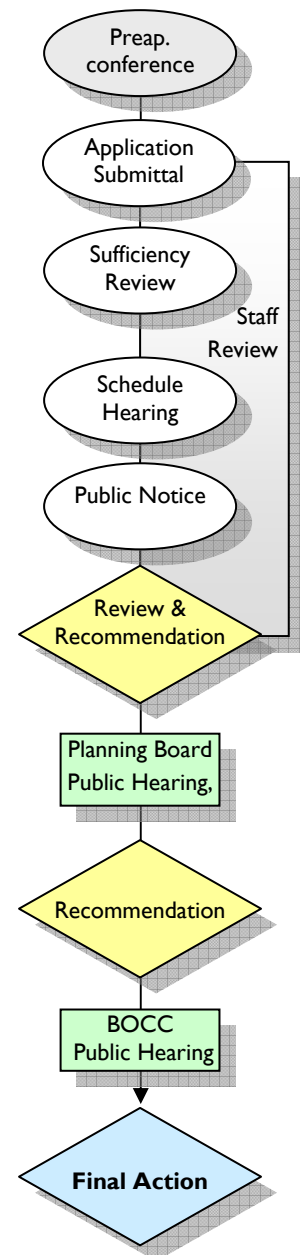 Preap.
conference
Application
Submittal
Sufficiency
Review
Staff
Review
Schedule
Hearing
Public Notice
Review &
Recommendation
Planning Board
Public Hearing,
Recommendation
BOCC
Public Hearing
Final Action